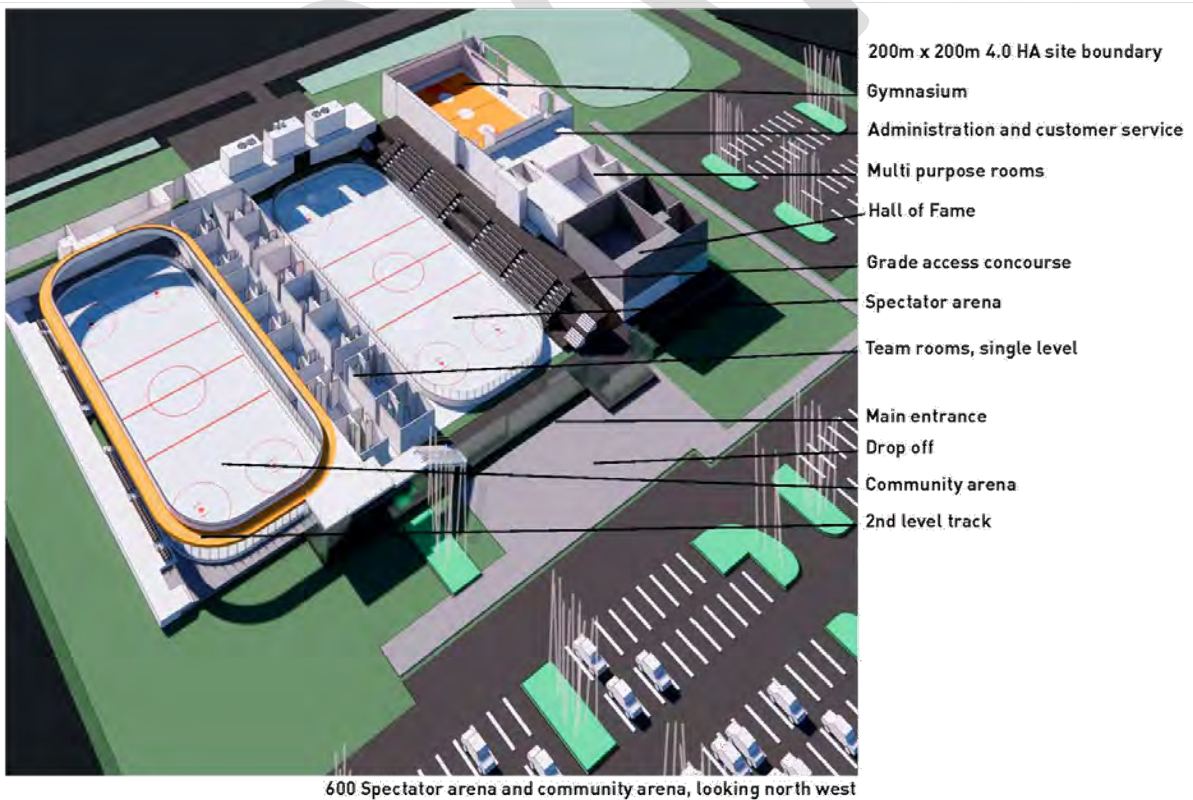 200m x 200m 4.0 HA site boundary
Gymnasium
Administration and customer service
Multi purpose rooms
Hall of Fame
Grade access concourse
Spectator arena
Team rooms, single level
Main entrance
Drop off
Community arena
2nd level track
600 Spectator arena and community arena, looking north west